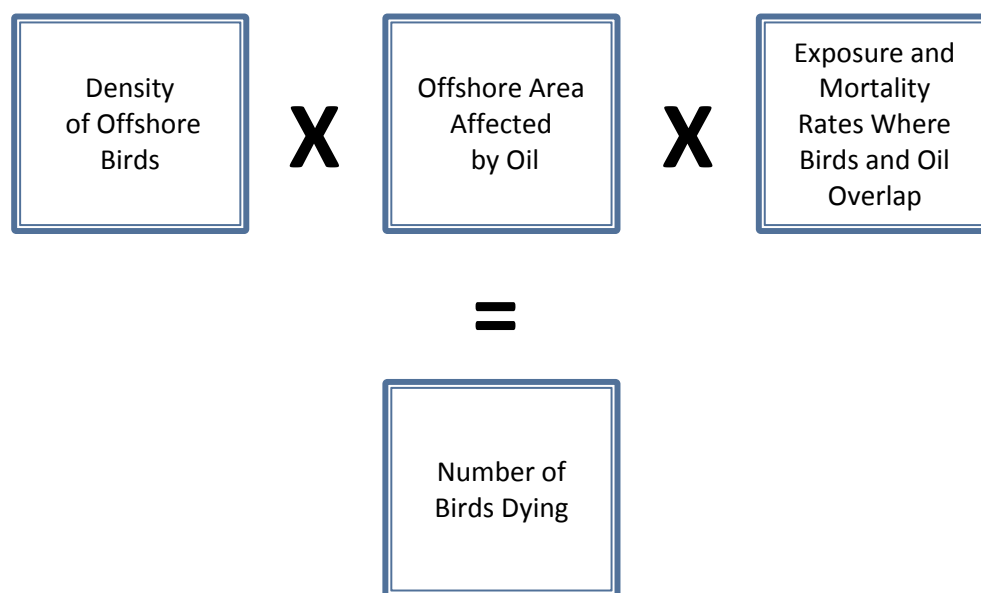 Density
of Offshore
Birds
X
Offshore Area
Affected
by Oil
X
Exposure and
Mortality
Rates Where
Birds and Oil
Overlap
=
Number of
Birds Dying